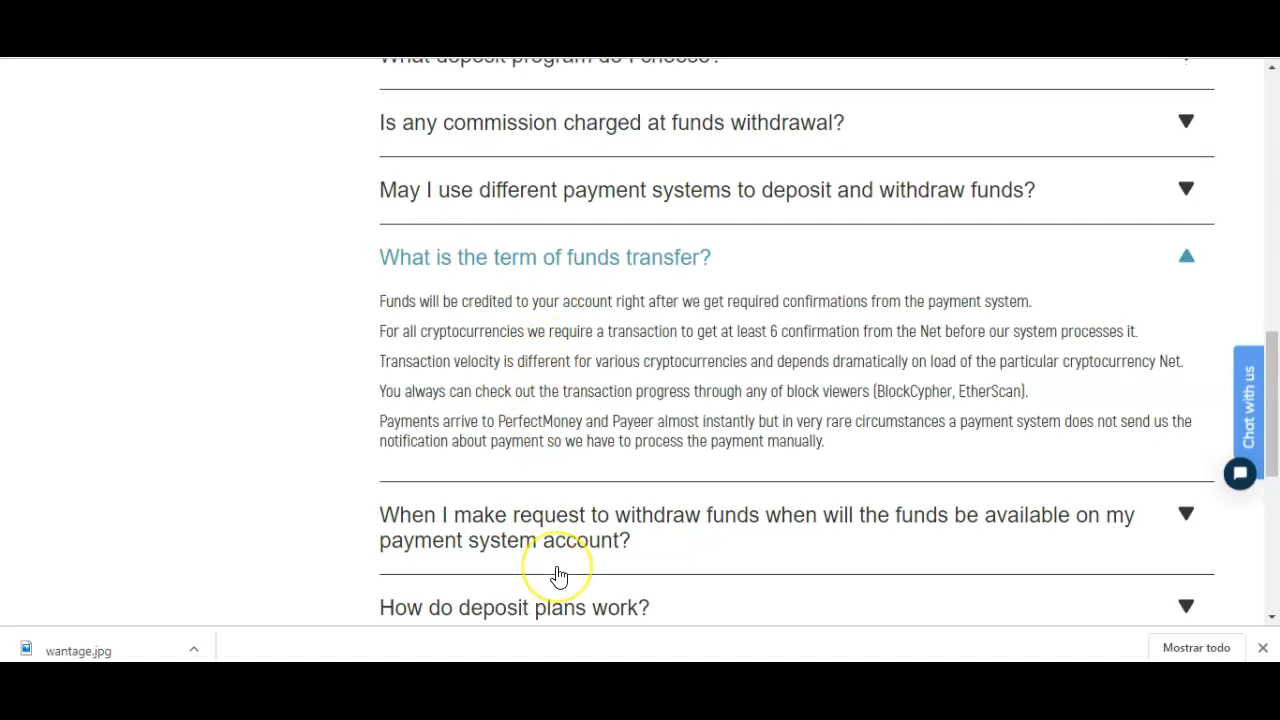 What deposit program do I choose?
Is any commission charged at funds withdrawal?
May I use different payment systems to deposit and withdraw funds?
What is the term of funds transfer?
Funds will be credited to your account right after we get required confirmations from the payment system.
For all cryptocurrencies we require a transaction to get at least 6 confirmation from the Net before our system processes it.
Transaction velocity is different for various cryptocurrencies and depends dramatically on load of the particular cryptocurrency Net.
You always can check out the transaction progress through any of block viewers (BlockCypher, EtherScan).
Payments arrive to PerfectMoney and Payeer almost instantly but in very rare circumstances a payment system does not send us the
notification about payment so we have to process the payment manually.
Chat with us
When I make request to withdraw funds when will the funds be available on my
payment system account?
How do deposit plans work?
wantage.jpg
Mostrar todo